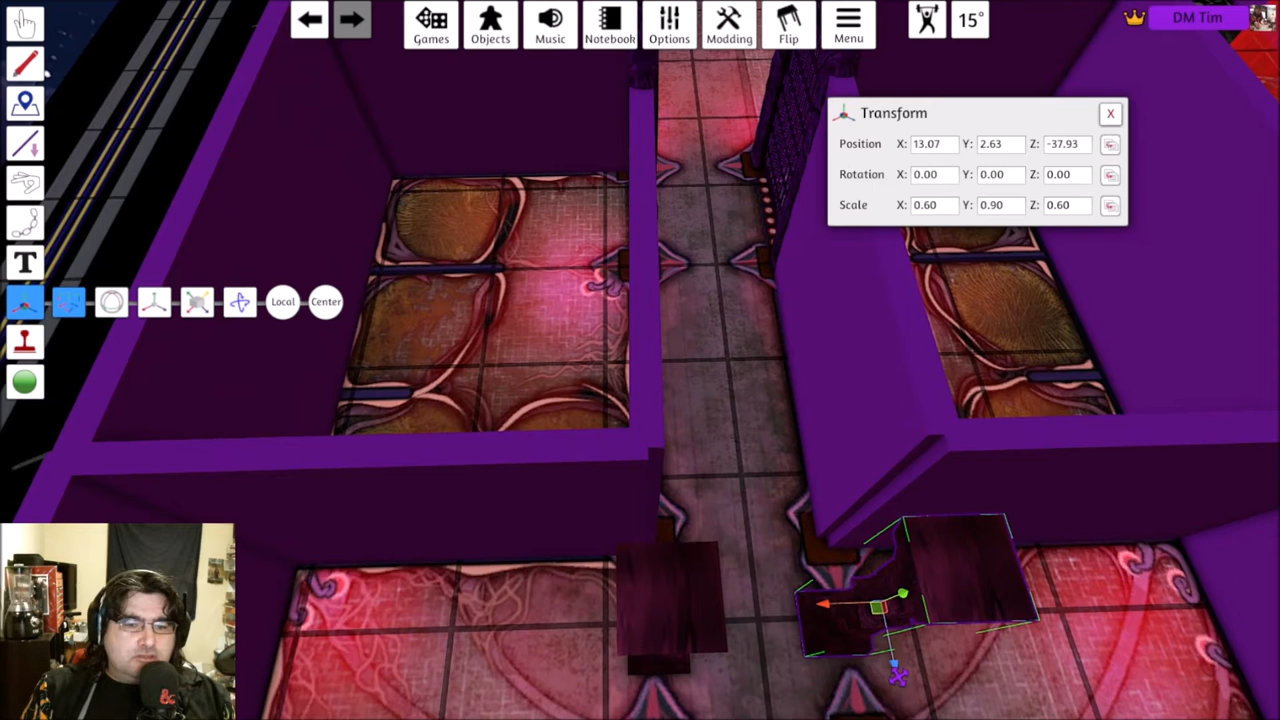 Games Objects Music Notebook Options Modding Flip Menu 15° DM Tim
Transform X
Position X: 13.07 Y: 2.63 Z: -37.93
Rotation X: 0.00 Y: 0.00 Z: 0.00
Scale X: 0.60 Y: 0.90 Z: 0.60
T
Local Center
&